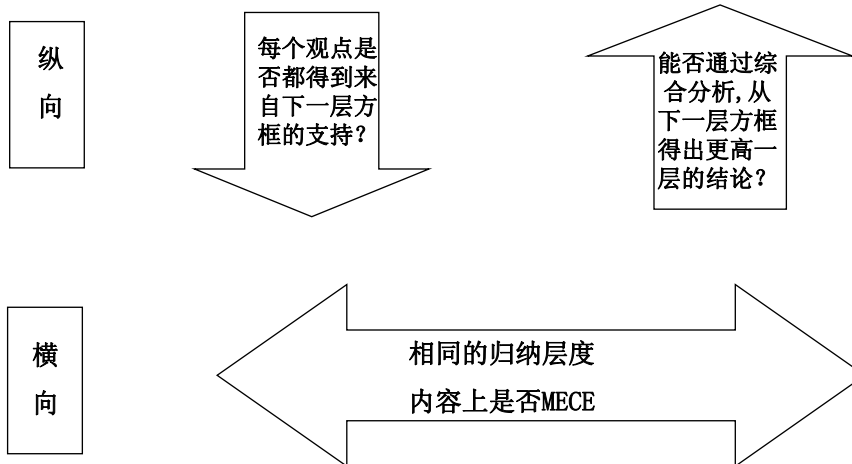 纵
向
每个观点是
否都得到来
自下一层方
框的支持?
能否通过综
合分析,从
下一层方框
得出更高一
层的结论?
横
向
相同的归纳层度
内容上是否MECE